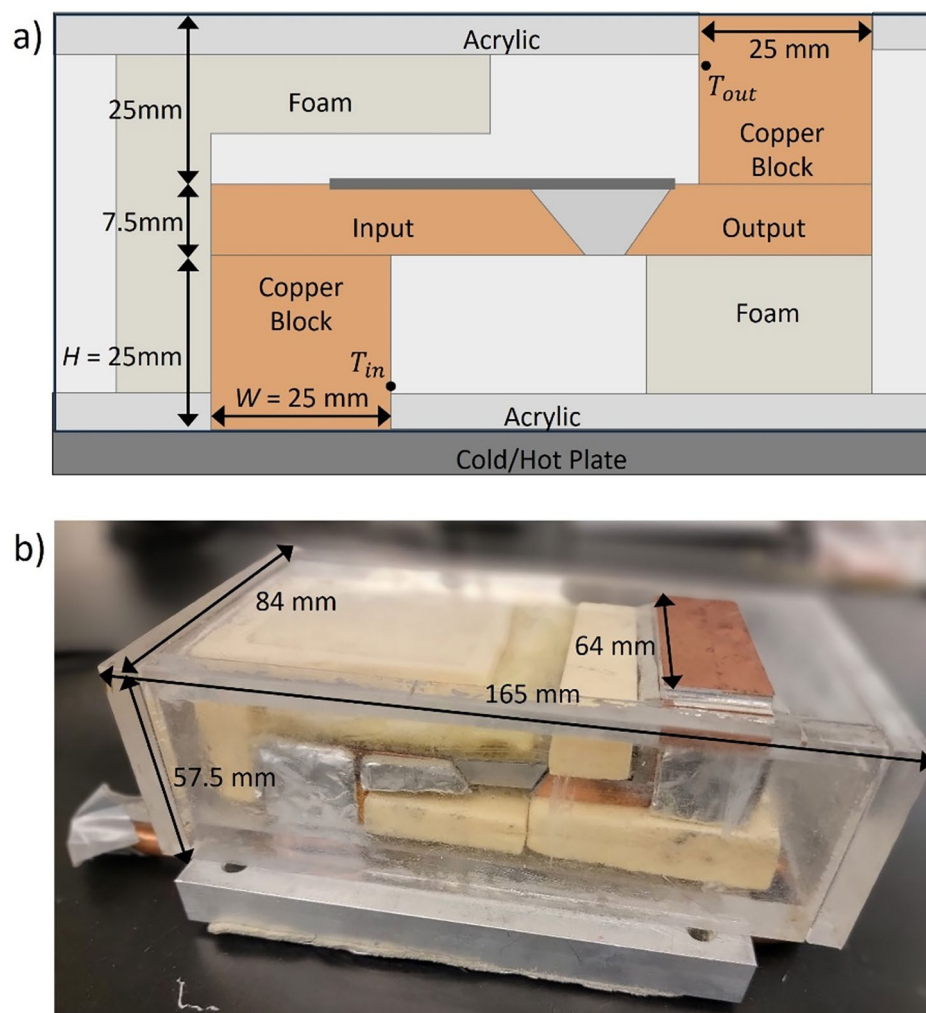 a)
Acrylic
25 mm
T_out
Foam
25mm
Copper
Block
7.5mm
Input
Output
Copper
Block
Foam
H = 25mm
T_in
W = 25 mm
Acrylic
Cold/Hot Plate
b)
84 mm
64 mm
165 mm
57.5 mm